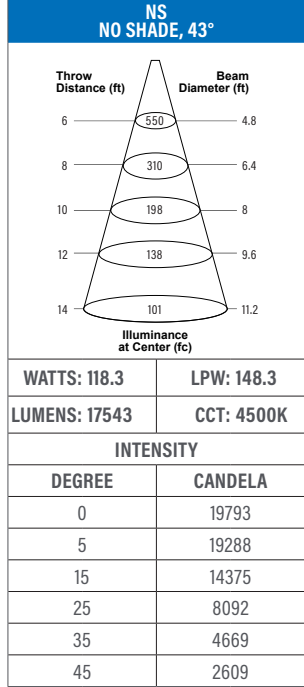 NS
NO SHADE, 43°
Throw Beam
Distance (ft) Diameter (ft)
6 550 4.8
8 310 6.4
10 198 8
12 138 9.6
14 101 11.2
Illuminance
at Center (fc)
WATTS: 118.3 LPW: 148.3
LUMENS: 17543 CCT: 4500K
INTENSITY
DEGREE CANDELA
0 19793
5 19288
15 14375
25 8092
35 4669
45 2609